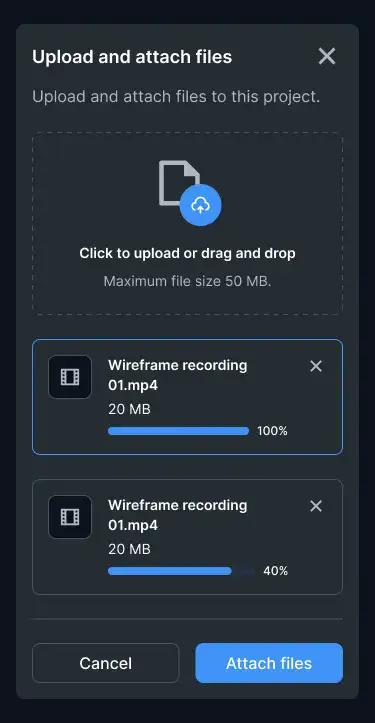 Upload and attach files
Upload and attach files to this project.
Click to upload or drag and drop
Maximum file size 50 MB.
Wireframe recording
01.mp4
20 MB
100%
Wireframe recording
01.mp4
20 MB
40%
Cancel
Attach files